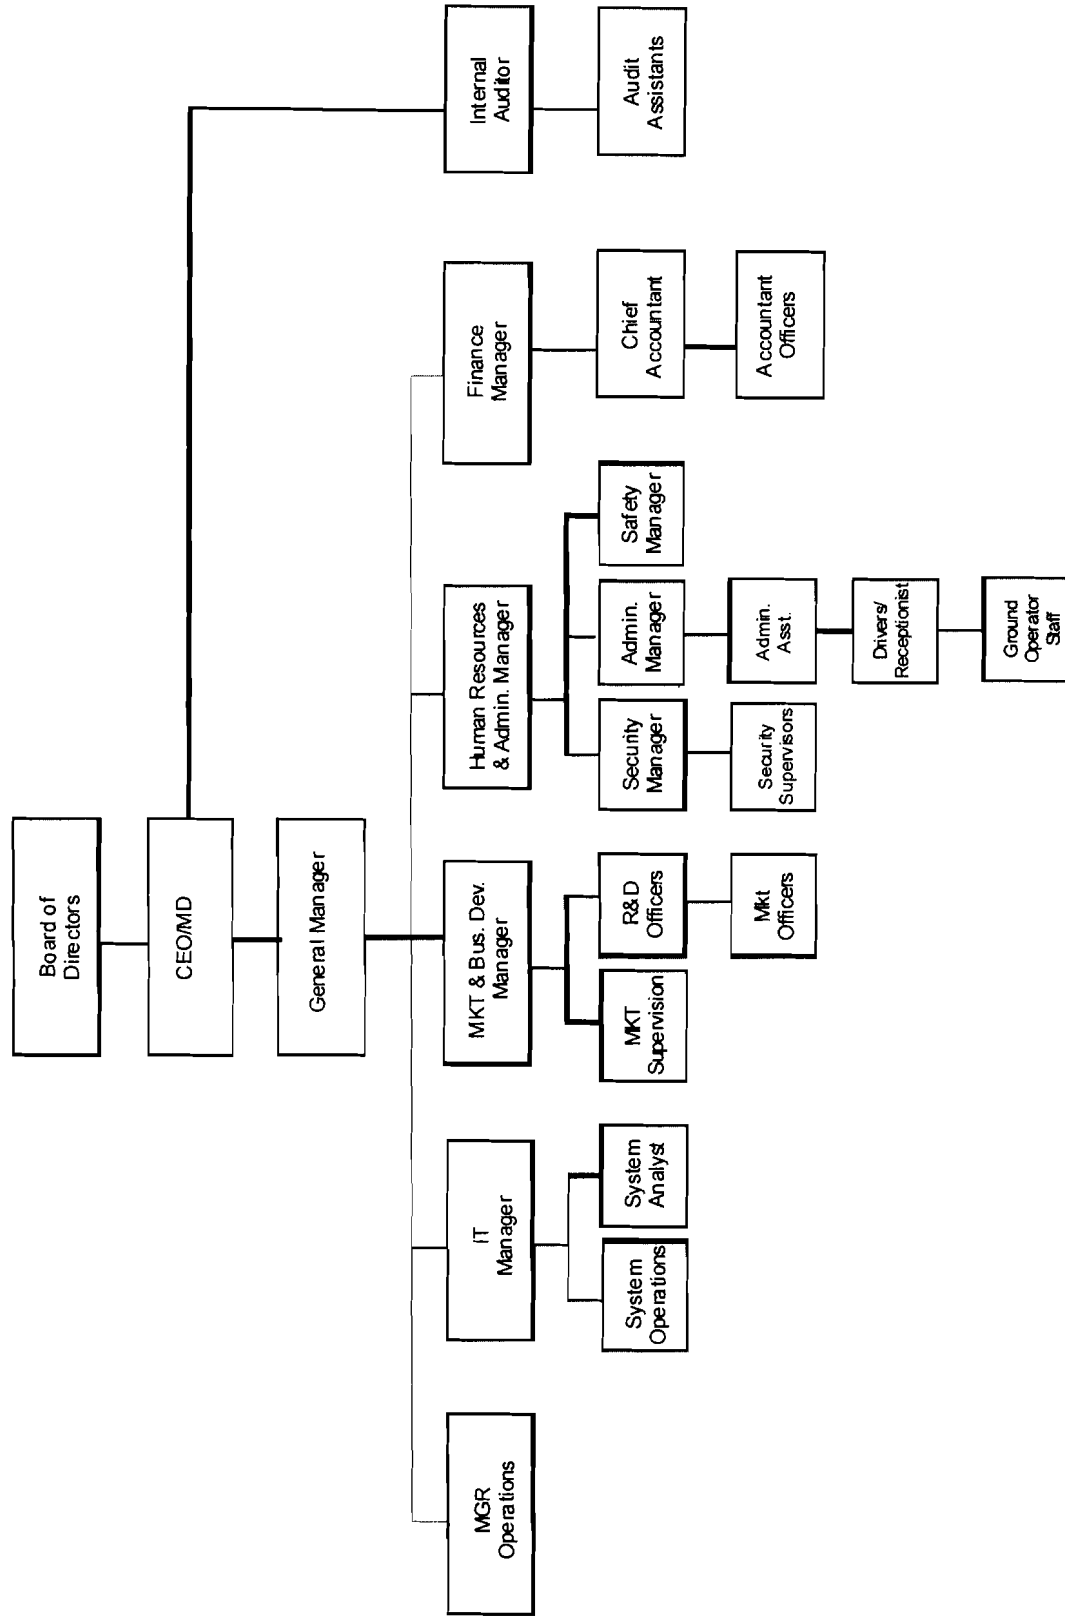 Board of
Directors
CEO/MD
General Manager
MGR
Operations
IT
Manager
MKT & Bus. Dev.
Manager
Human Resources
& Admin. Manager
Finance
Manager
Internal
Auditor
System
Operations
System
Analyst
MKT
Supervision
R&D
Officers
Security
Manager
Admin.
Manager
Safety
Manager
Chief
Accountant
Audit
Assistants
Mkt
Officers
Security
Supervisors
Admin.
Asst.
Accountant
Officers
Drivers/
Receptionist
Ground
Operator
Staff